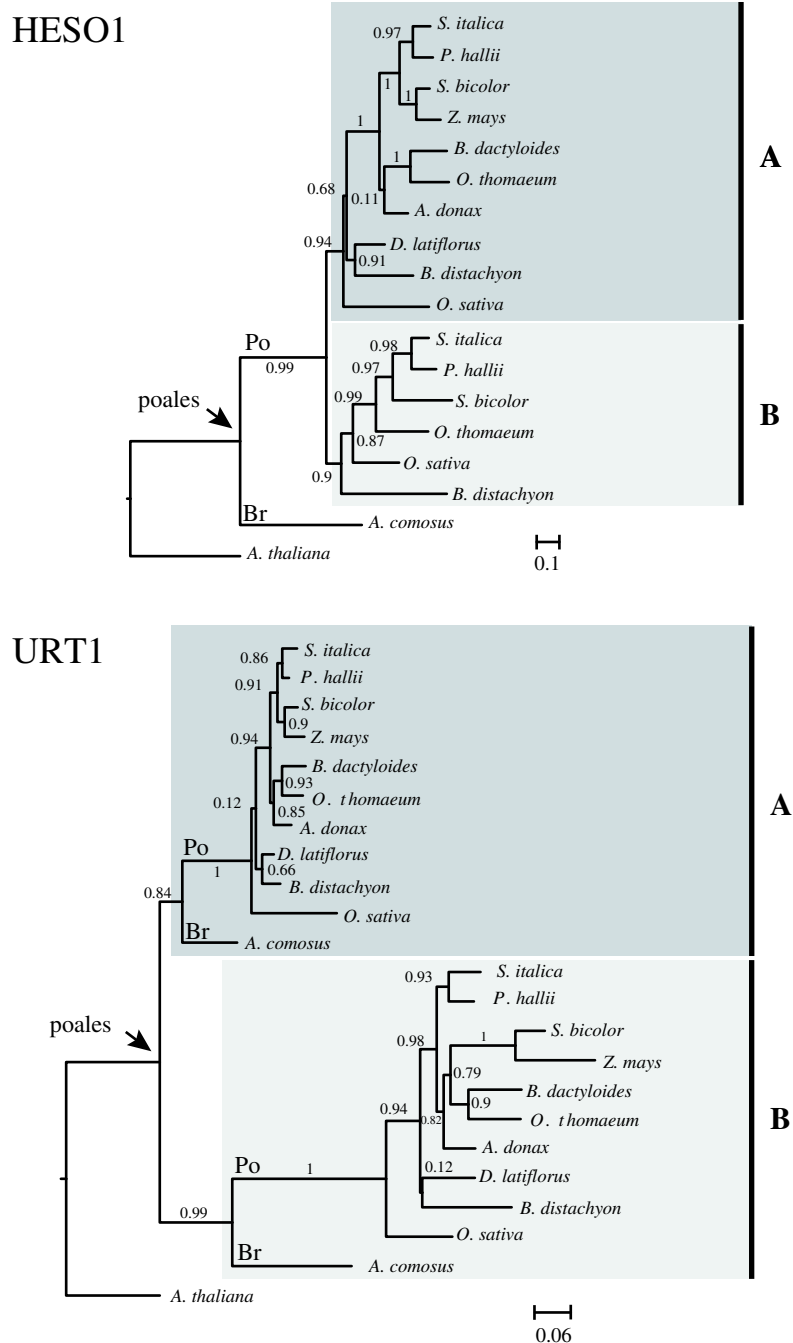 HESO1
0.97
S. italica
P. hallii
1
1
S. bicolor
Z. mays
1
1
B. dactyloides
O. thomaeum
0.68
0.11
A. donax
0.94
D. latiflorus
0.91
B. distachyon
O. sativa
A
Po
0.99
0.98
S. italica
0.97
P. hallii
0.99
S. bicolor
0.87
O. thomaeum
O. sativa
0.9
B. distachyon
B
poales
Br
A. comosus
A. thaliana
0.1
URT1
0.86
S. italica
P. hallii
0.91
S. bicolor
0.9
Z. mays
0.94
B. dactyloides
0.93
O. thomaeum
0.12
0.85
A. donax
Po
1
D. latiflorus
0.66
B. distachyon
0.84
O. sativa
Br
A. comosus
A
0.93
S. italica
P. hallii
poales
0.98
1
S. bicolor
Z. mays
0.79
B. dactyloides
0.9
O. thomaeum
0.94
0.82
A. donax
Po
1
0.12
D. latiflorus
B. distachyon
0.99
O. sativa
Br
A. comosus
B
A. thaliana
0.06